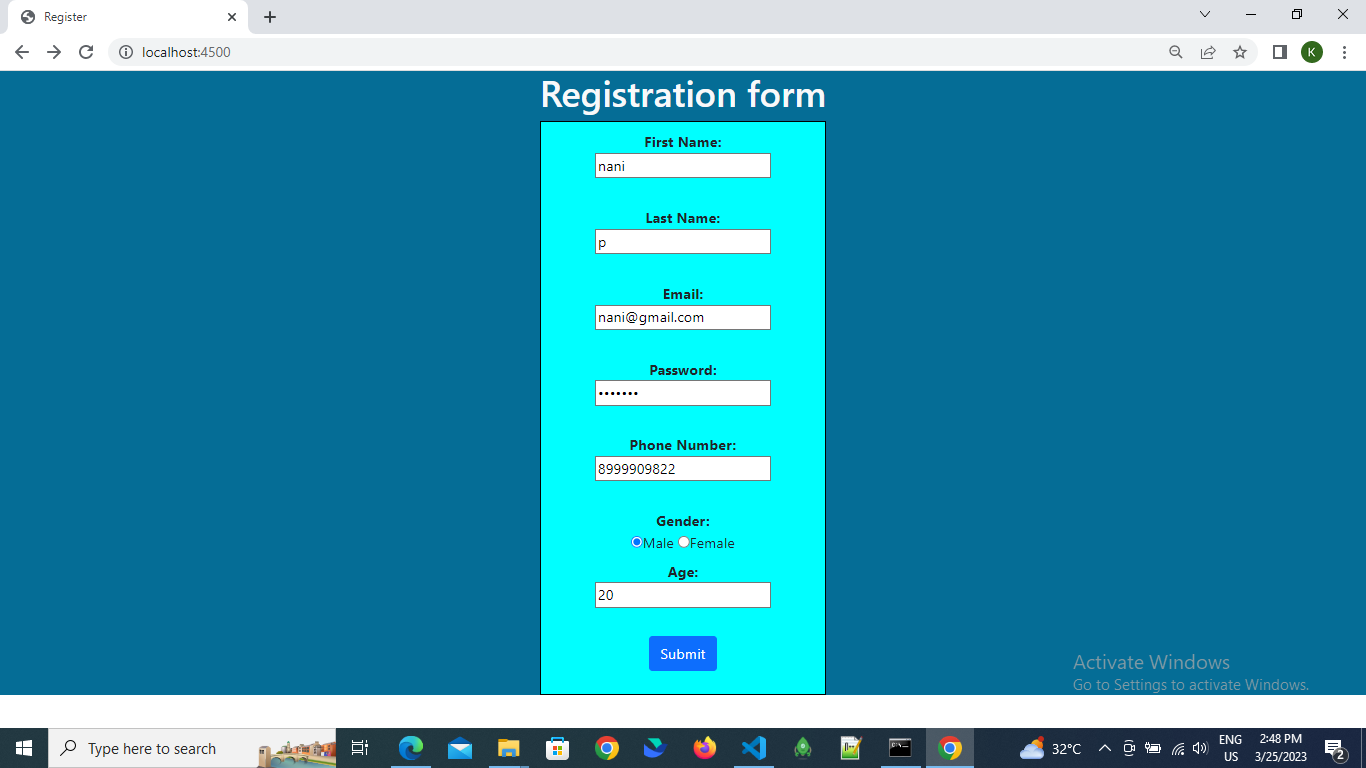 Register
localhost:4500
K
Registration form
First Name:
nani
Last Name:
p
Email:
nani@gmail.com
Password:
•••••••
Phone Number:
8999909822
Gender:
Male Female
Age:
20
Submit
Activate Windows
Go to Settings to activate Windows.
Type here to search
32°C
ENG
US
2:48 PM
3/25/2023
2